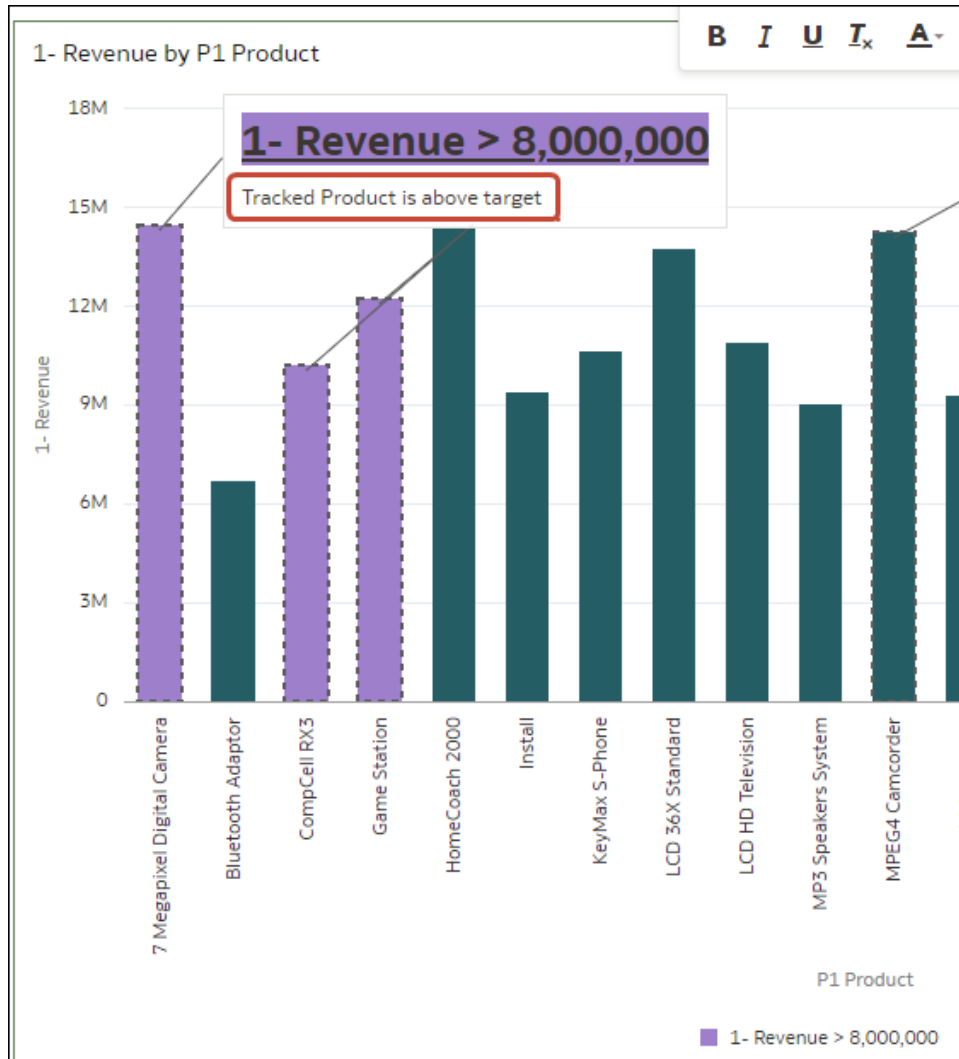 1- Revenue by P1 Product
B I U Tx A
18M
1- Revenue > 8,000,000
Tracked Product is above target
15M
12M
9M
6M
3M
0
1- Revenue
7 Megapixel Digital Camera
Bluetooth Adaptor
CompCell RX3
Game Station
HomeCoach 2000
Install
KeyMax S-Phone
LCD 36X Standard
LCD HD Television
MP3 Speakers System
MPEG4 Camcorder
P1 Product
1- Revenue > 8,000,000